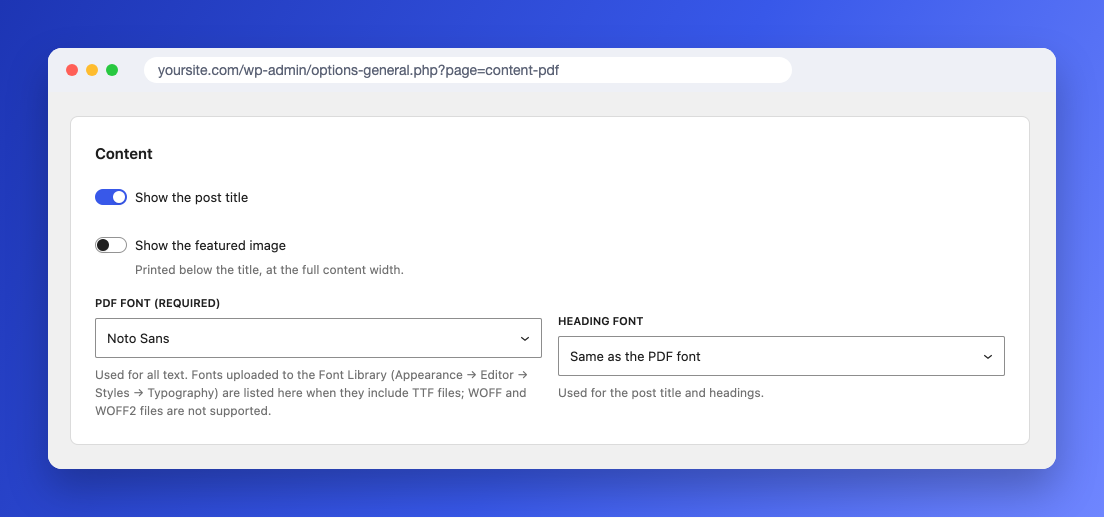 yoursite.com/wp-admin/options-general.php?page=content-pdf
Content
Show the post title
Show the featured image
Printed below the title, at the full content width.
PDF FONT (REQUIRED)
Noto Sans
Used for all text. Fonts uploaded to the Font Library (Appearance → Editor →
Styles → Typography) are listed here when they include TTF files; WOFF and
WOFF2 files are not supported.
HEADING FONT
Same as the PDF font
Used for the post title and headings.